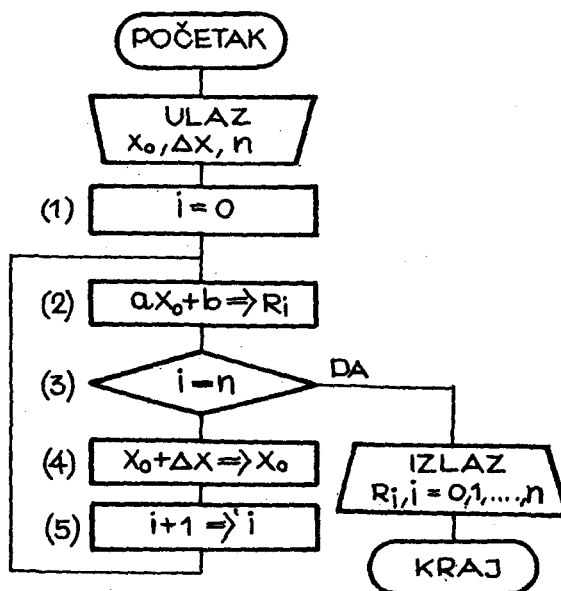 POČETAK
ULAZ
X₀, ΔX, n
(1) i = 0
(2) aX₀+b ⇒ Rᵢ
(3) i = n
DA
(4) X₀+ΔX ⇒ X₀
(5) i+1 ⇒ i
IZLAZ
Rᵢ, i = 0,1,....,n
KRAJ